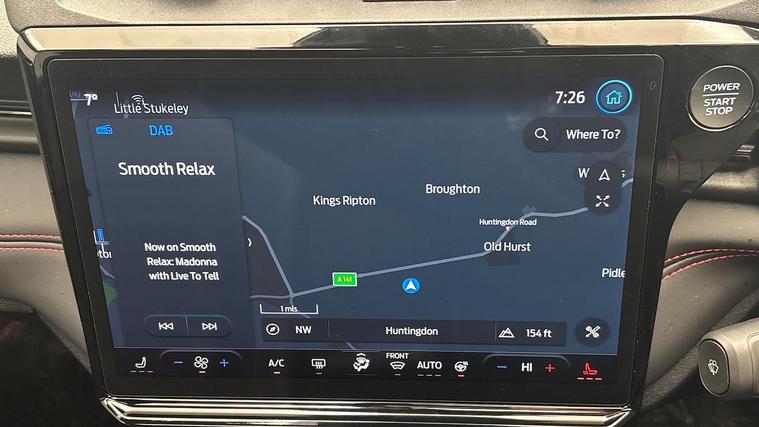 7°
Little Stukeley
7:26
POWER
START
STOP
DAB
Where To?
Smooth Relax
Kings Ripton
Broughton
Huntingdon Road
Old Hurst
Now on Smooth
Relax: Madonna
with Live To Tell
A 141
1 mls
NW
Huntingdon
154 ft
A/C
FRONT
AUTO
HI